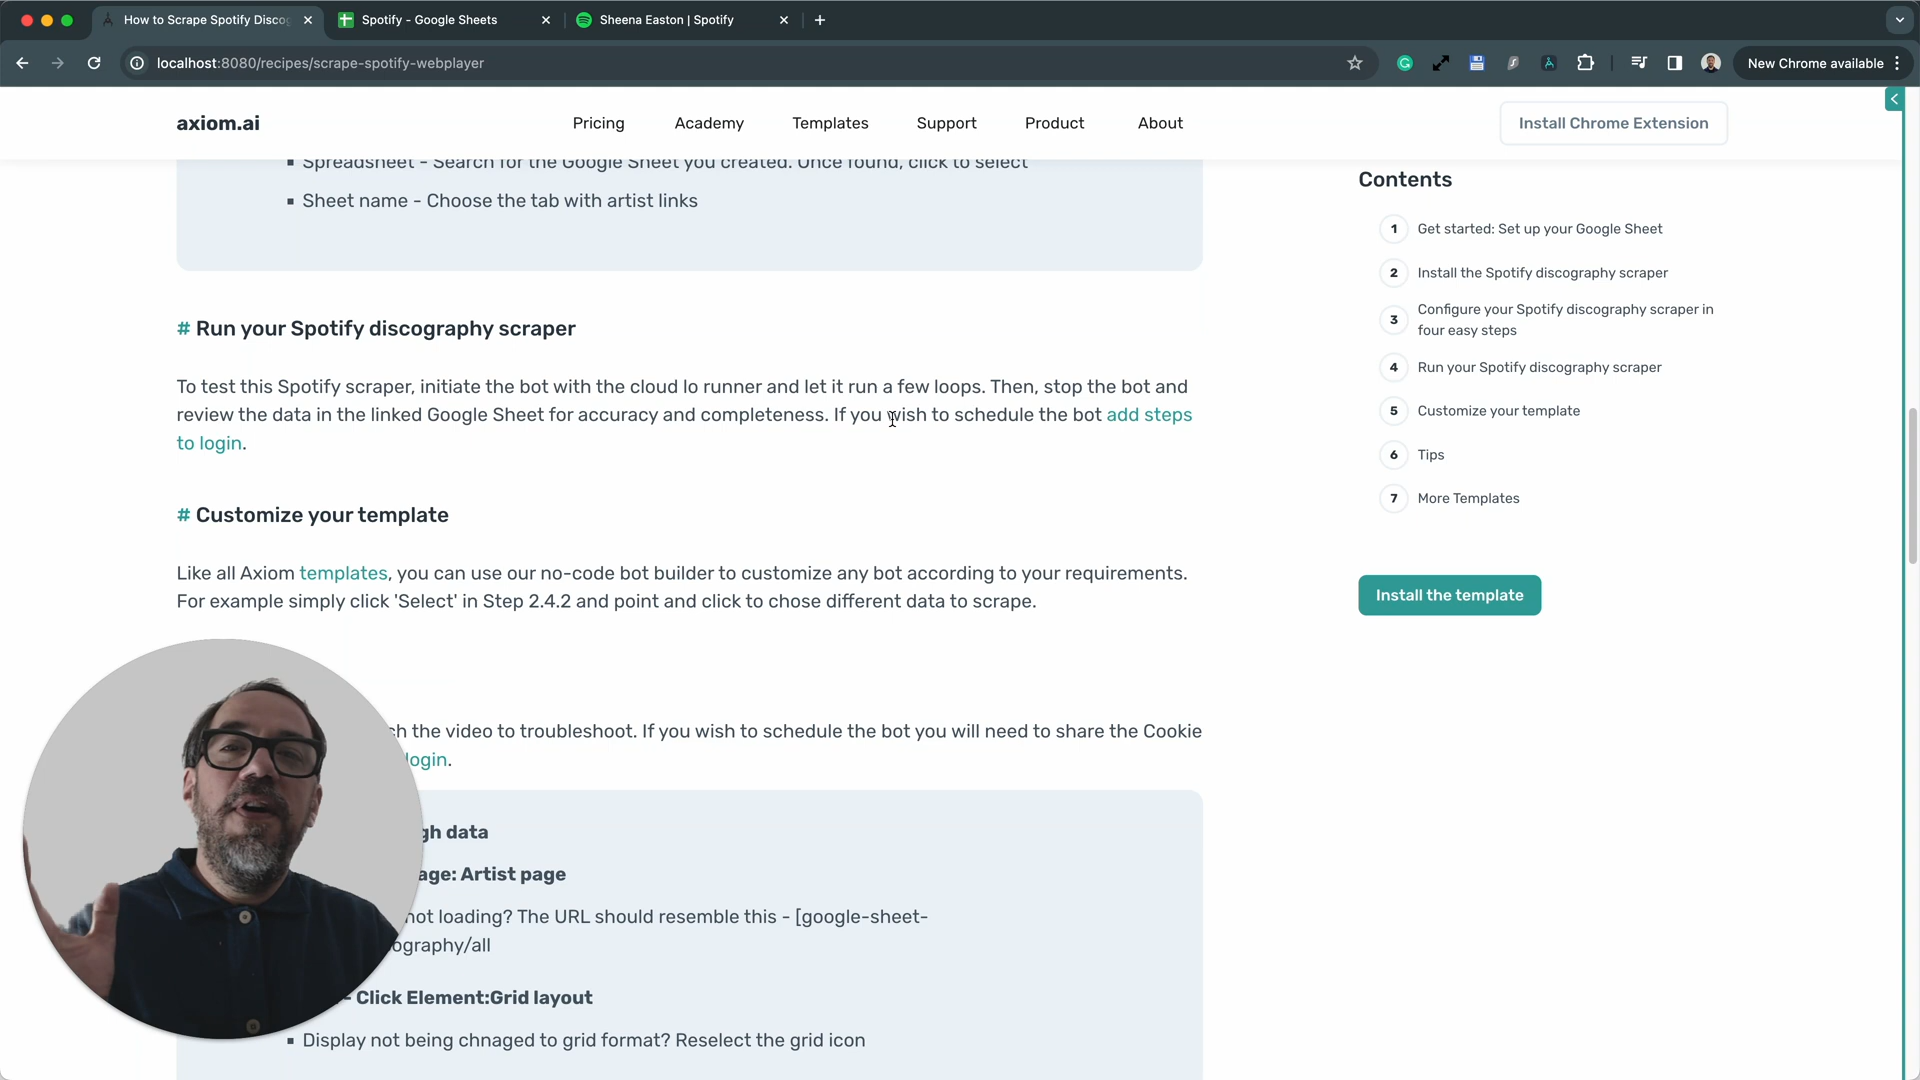 How to Scrape Spotify Discog
Spotify - Google Sheets
Sheena Easton | Spotify
localhost:8080/recipes/scrape-spotify-webplayer
New Chrome available
axiom.ai
Pricing
Academy
Templates
Support
Product
About
Install Chrome Extension
Spreadsheet - Search for the Google Sheet you created. Once found, click to select
Sheet name - Choose the tab with artist links
# Run your Spotify discography scraper
To test this Spotify scraper, initiate the bot with the cloud Io runner and let it run a few loops. Then, stop the bot and
review the data in the linked Google Sheet for accuracy and completeness. If you wish to schedule the bot add steps
to login.
# Customize your template
Like all Axiom templates, you can use our no-code bot builder to customize any bot according to your requirements.
For example simply click 'Select' in Step 2.4.2 and point and click to chose different data to scrape.
the video to troubleshoot. If you wish to schedule the bot you will need to share the Cookie
login.
gh data
age: Artist page
not loading? The URL should resemble this - [google-sheet-
ography/all
- Click Element:Grid layout
Display not being chnaged to grid format? Reselect the grid icon
Contents
1 Get started: Set up your Google Sheet
2 Install the Spotify discography scraper
3 Configure your Spotify discography scraper in
four easy steps
4 Run your Spotify discography scraper
5 Customize your template
6 Tips
7 More Templates
Install the template